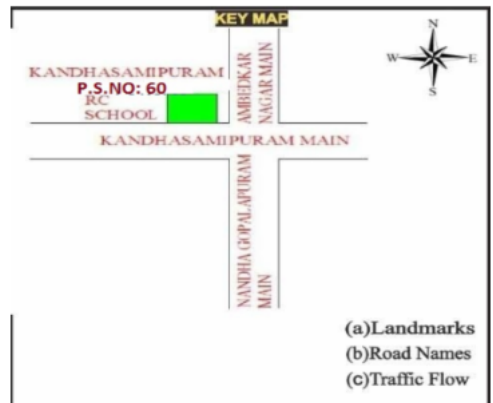 KEY MAP
N
W
E
S
KANDHASAMIPURAM
P.S.NO: 60
RC
SCHOOL
AMBEDKAR
NAGAR MAIN
KANDHASAMIPURAM MAIN
NANDHA GOPALAPURAM
MAIN
(a)Landmarks
(b)Road Names
(c)Traffic Flow